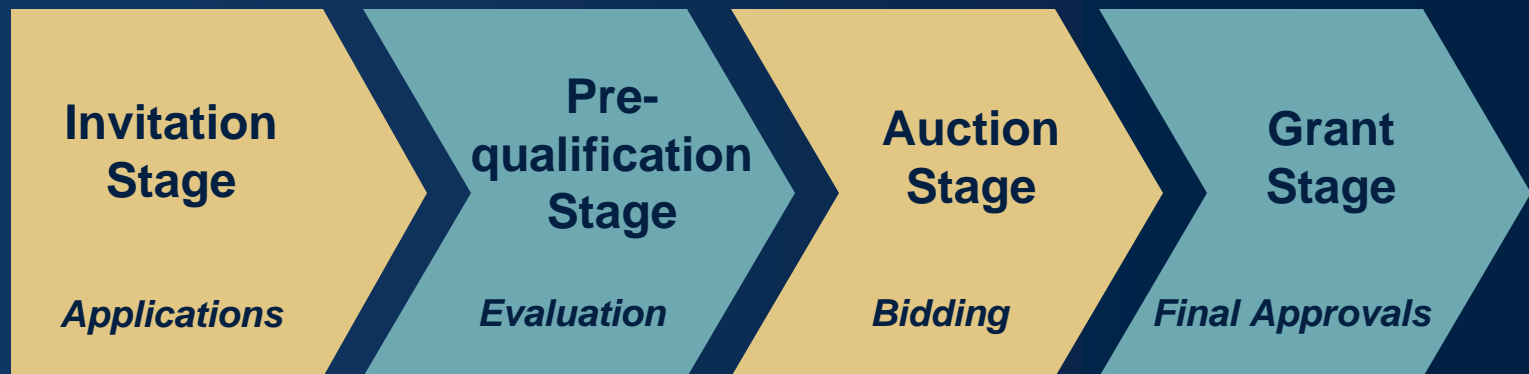 Invitation
Stage
Applications
Pre-
qualification
Stage
Evaluation
Auction
Stage
Bidding
Grant
Stage
Final Approvals